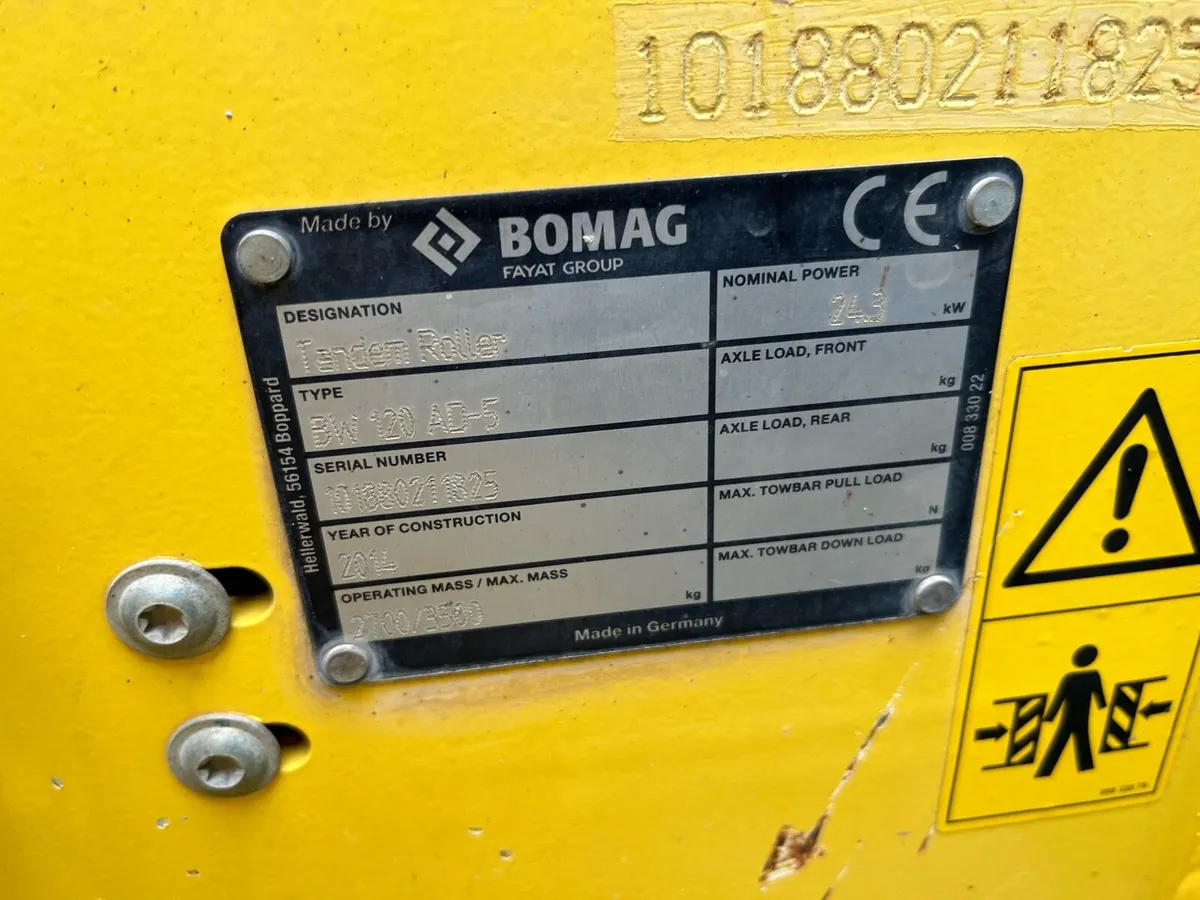 101880211825
Made by BOMAG CE
FAYAT GROUP
DESIGNATION
Tandem Roller
TYPE
BW 120 AD-5
SERIAL NUMBER
101880211825
YEAR OF CONSTRUCTION
2014
OPERATING MASS / MAX. MASS
kg
2700/3500
NOMINAL POWER
24.3 kW
AXLE LOAD, FRONT
kg
AXLE LOAD, REAR
kg
MAX. TOWBAR PULL LOAD
N
MAX. TOWBAR DOWN LOAD
kg
Made in Germany
Hellerwald, 56154 Boppard
008 330 22